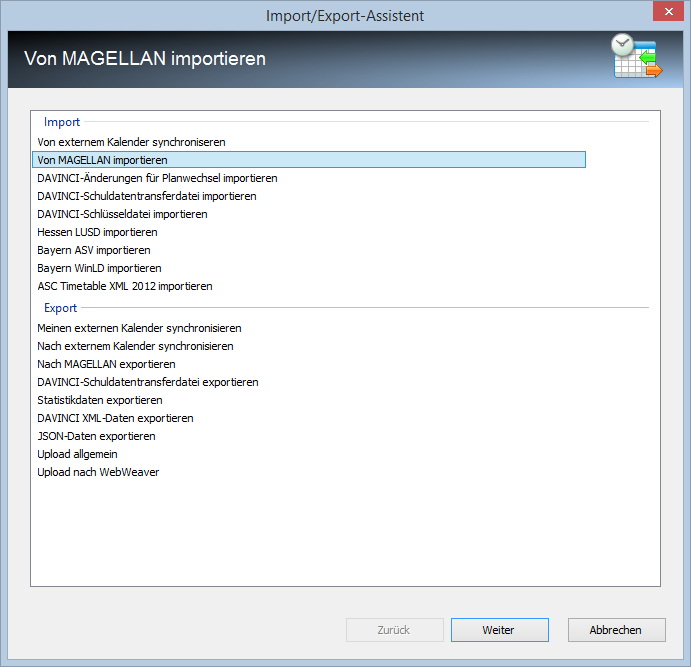 Import/Export-Assistent
Von MAGELLAN importieren
Import
Von externem Kalender synchroniseren
Von MAGELLAN importieren
DAVINCI-Änderungen für Planwechsel importieren
DAVINCI-Schuldatentransferdatei importieren
DAVINCI-Schlüsseldatei importieren
Hessen LUSD importieren
Bayern ASV importieren
Bayern WinLD importieren
ASC Timetable XML 2012 importieren
Export
Meinen externen Kalender synchronisieren
Nach externem Kalender synchronisieren
Nach MAGELLAN exportieren
DAVINCI-Schuldatentransferdatei exportieren
Statistikdaten exportieren
DAVINCI XML-Daten exportieren
JSON-Daten exportieren
Upload allgemein
Upload nach WebWeaver
Zurück Weiter Abbrechen